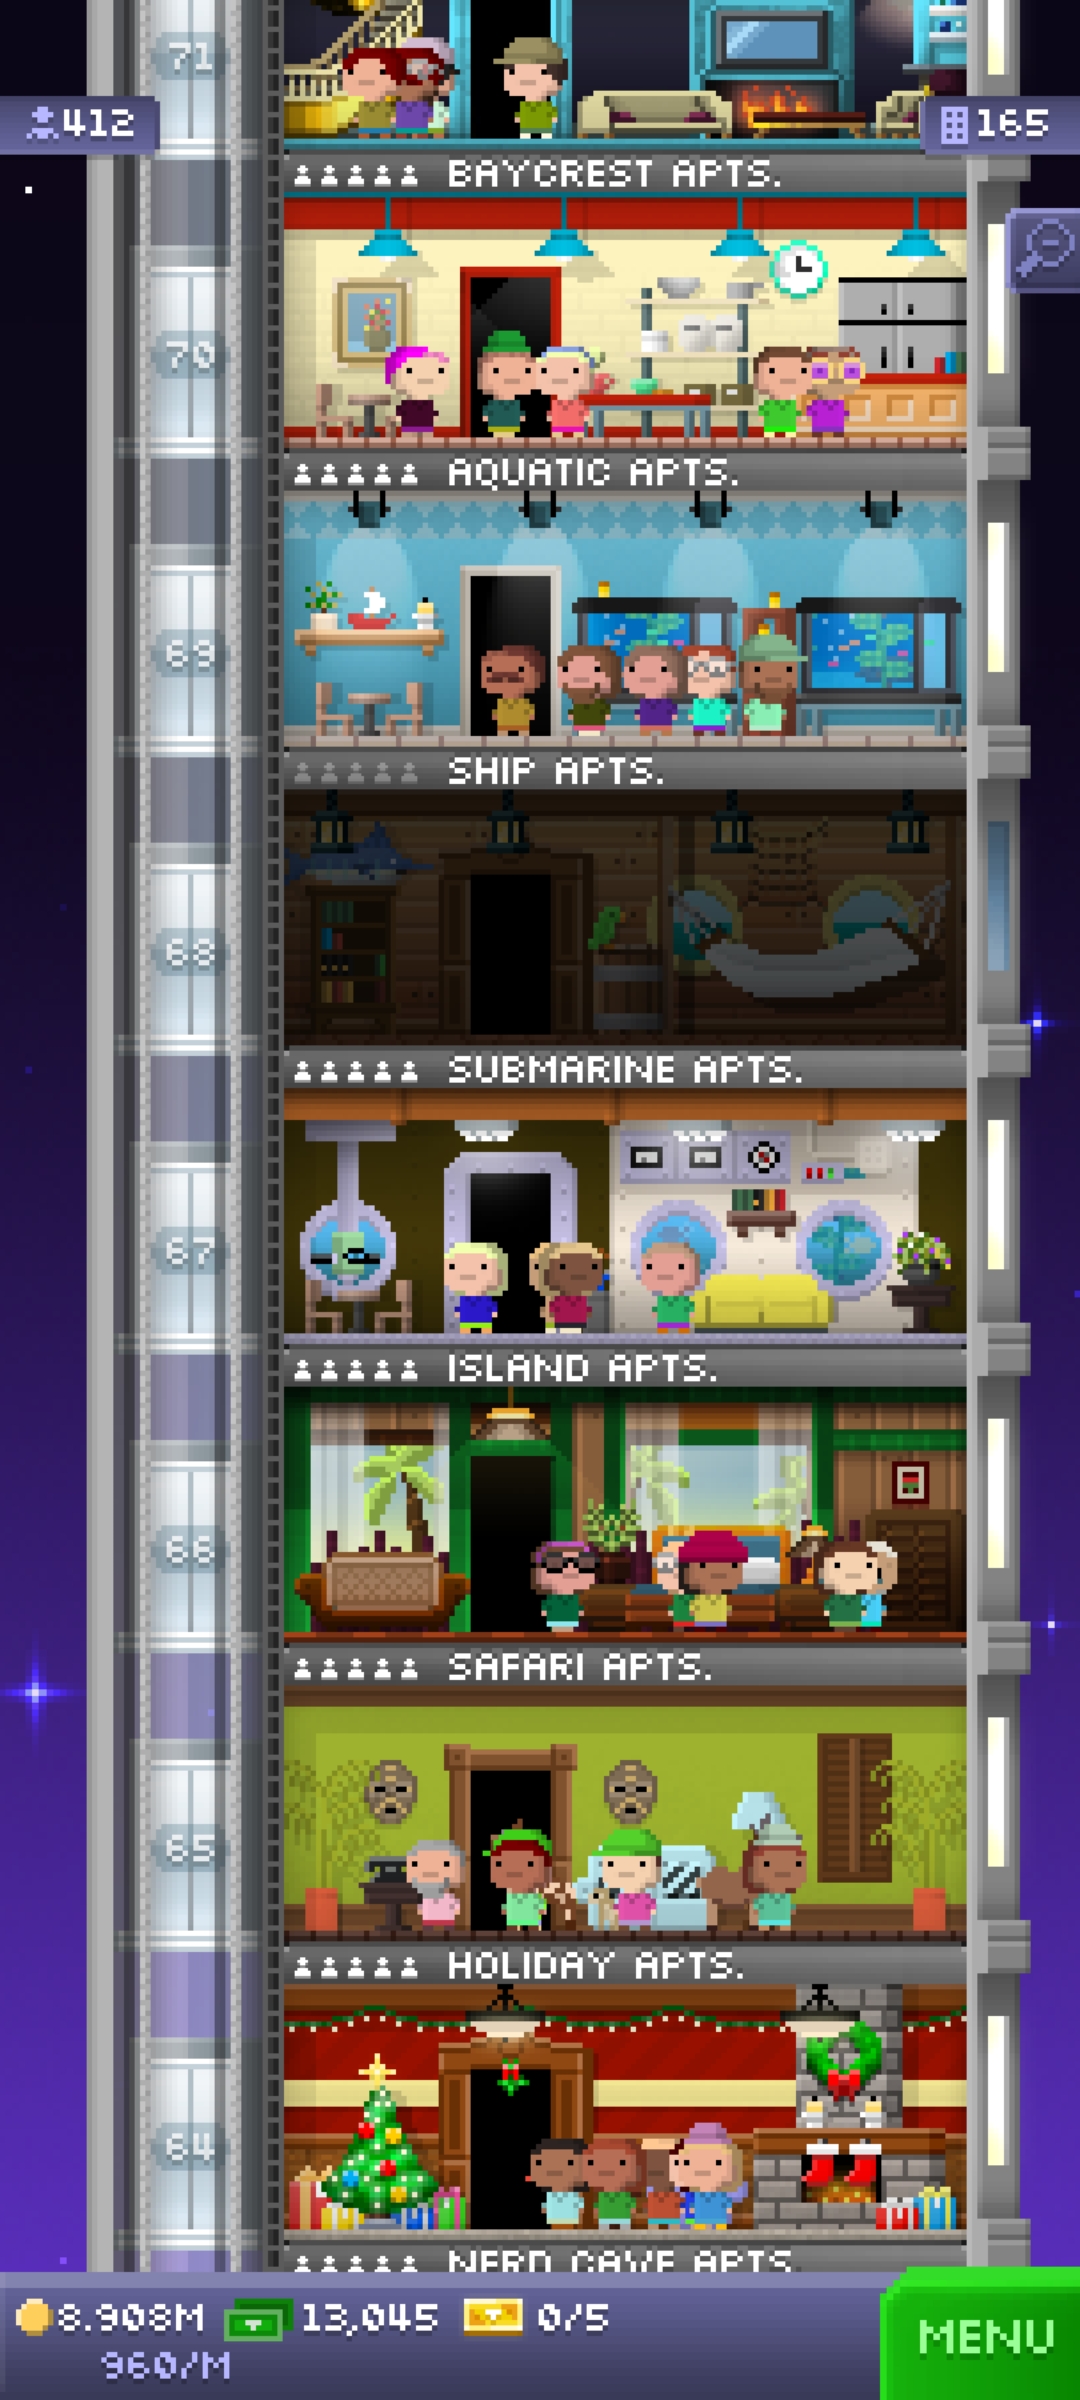 71
412
165
BAYCREST APTS.
70
AQUATIC APTS.
69
SHIP APTS.
68
SUBMARINE APTS.
67
ISLAND APTS.
66
SAFARI APTS.
65
HOLIDAY APTS.
64
NERD CAVE APTS.
8.908M 13,045 0/5
960/M
MENU